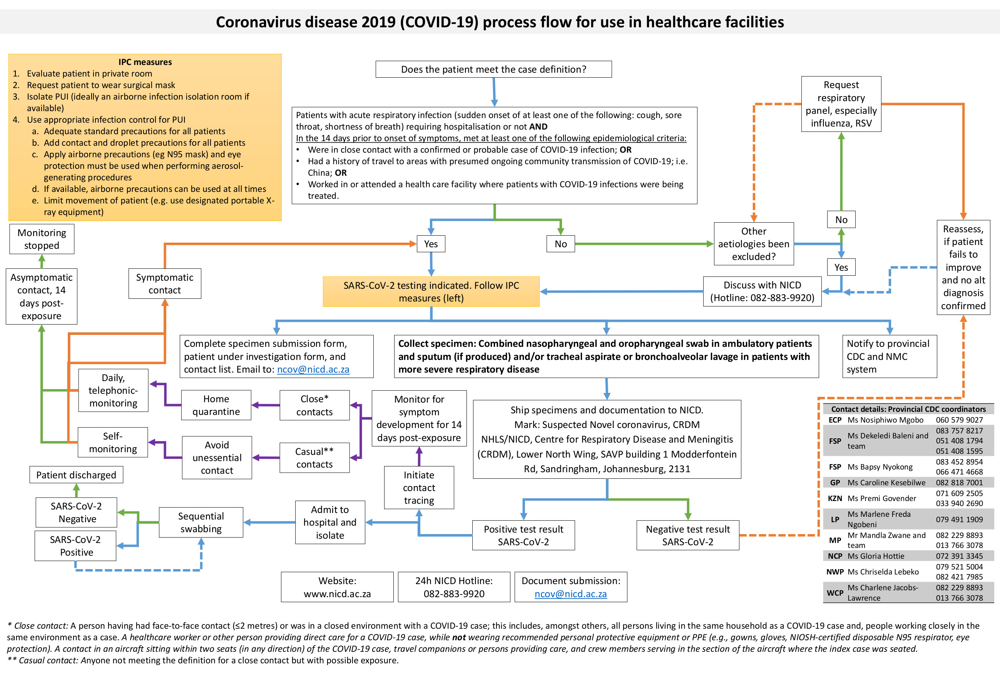 Coronavirus disease 2019 (COVID-19) process flow for use in healthcare facilities
IPC measures
1. Evaluate patient in private room
2. Request patient to wear surgical mask
3. Isolate PUI (ideally an airborne infection isolation room if
available)
4. Use appropriate infection control for PUI
a. Adequate standard precautions for all patients
b. Add contact and droplet precautions for all patients
c. Apply airborne precautions (eg N95 mask) and eye
protection must be used when performing aerosol-
generating procedures
d. If available, airborne precautions can be used at all times
e. Limit movement of patient (e.g. use designated portable X-
ray equipment)
Does the patient meet the case definition?
Patients with acute respiratory infection (sudden onset of at least one of the following: cough, sore
throat, shortness of breath) requiring hospitalisation or not AND
In the 14 days prior to onset of symptoms, met at least one of the following epidemiological criteria:
• Were in close contact with a confirmed or probable case of COVID-19 infection; OR
• Had a history of travel to areas with presumed ongoing community transmission of COVID-19; i.e.
China; OR
• Worked in or attended a health care facility where patients with COVID-19 infections were being
treated.
Request
respiratory
panel, especially
influenza, RSV
Yes
No
Other
aetiologies been
excluded?
No
Yes
Reassess,
if patient
fails to
improve
and no alt
diagnosis
confirmed
Monitoring
stopped
Asymptomatic
contact, 14
days post-
exposure
Symptomatic
contact
SARS-CoV-2 testing indicated. Follow IPC
measures (left)
Discuss with NICD
(Hotline: 082-883-9920)
Complete specimen submission form,
patient under investigation form, and
contact list. Email to: ncov@nicd.ac.za
Collect specimen: Combined nasopharyngeal and oropharyngeal swab in ambulatory patients
and sputum (if produced) and/or tracheal aspirate or bronchoalveolar lavage in patients with
more severe respiratory disease
Notify to provincial
CDC and NMC
system
Daily,
telephonic-
monitoring
Home
quarantine
Close*
contacts
Monitor for
symptom
development for 14
days post-exposure
Self-
monitoring
Avoid
unessential
contact
Casual**
contacts
Initiate
contact
tracing
Ship specimens and documentation to NICD.
Mark: Suspected Novel coronavirus, CRDM
NHLS/NICD, Centre for Respiratory Disease and Meningitis
(CRDM), Lower North Wing, SAVP building 1 Modderfontein
Rd, Sandringham, Johannesburg, 2131
Patient discharged
SARS-CoV-2
Negative
SARS-CoV-2
Positive
Sequential
swabbing
Admit to
hospital and
isolate
Positive test result
SARS-CoV-2
Negative test result
SARS-CoV-2
Contact details: Provincial CDC coordinators
ECP Ms Nosiphiwo Mgobo 060 579 9027
FSP Ms Dekeledi Baleni and
team
083 757 8217
051 408 1794
051 408 1595
FSP Ms Bapsy Nyokong
083 452 8954
066 471 4668
GP Ms Caroline Kesebilwe 082 818 7001
KZN Ms Premi Govender
071 609 2505
033 940 2690
LP Ms Marlene Freda
Ngobeni
079 491 1909
MP Mr Mandla Zwane and
team
082 229 8893
013 766 3078
NCP Ms Gloria Hottie 072 391 3345
NWP Ms Chriselda Lebeko
079 521 5004
082 421 7985
WCP Ms Charlene Jacobs-
Lawrence
082 229 8893
013 766 3078
Website:
www.nicd.ac.za
24h NICD Hotline:
082-883-9920
Document submission:
ncov@nicd.ac.za
* Close contact: A person having had face-to-face contact (≤2 metres) or was in a closed environment with a COVID-19 case; this includes, amongst others, all persons living in the same household as a COVID-19 case and, people working closely in the
same environment as a case. A healthcare worker or other person providing direct care for a COVID-19 case, while not wearing recommended personal protective equipment or PPE (e.g., gowns, gloves, NIOSH-certified disposable N95 respirator, eye
protection). A contact in an aircraft sitting within two seats (in any direction) of the COVID-19 case, travel companions or persons providing care, and crew members serving in the section of the aircraft where the index case was seated.
** Casual contact: Anyone not meeting the definition for a close contact but with possible exposure.